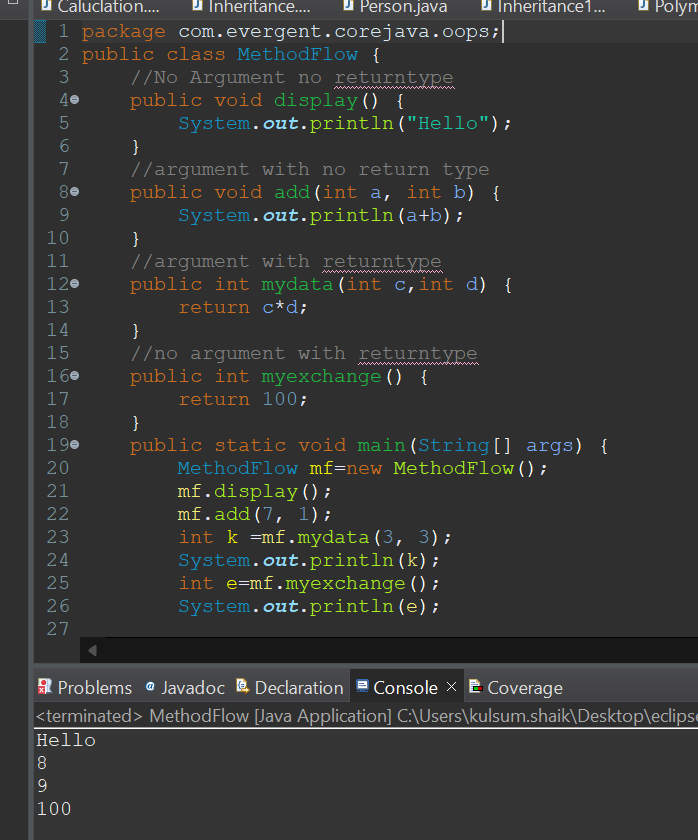 Caluclation.... Inheritance.... Person.java Inheritance1... Polym
1 package com.evergent.corejava.oops;
2 public class MethodFlow {
3 //No Argument no returntype
4 public void display() {
5 System.out.println("Hello");
6 }
7 //argument with no return type
8 public void add(int a, int b) {
9 System.out.println(a+b);
10 }
11 //argument with returntype
12 public int mydata(int c,int d) {
13 return c*d;
14 }
15 //no argument with returntype
16 public int myexchange() {
17 return 100;
18 }
19 public static void main(String[] args) {
20 MethodFlow mf=new MethodFlow();
21 mf.display();
22 mf.add(7, 1);
23 int k =mf.mydata(3, 3);
24 System.out.println(k);
25 int e=mf.myexchange();
26 System.out.println(e);
27
Problems @ Javadoc Declaration Console × Coverage
<terminated> MethodFlow [Java Application] C:\Users\kulsum.shaik\Desktop\eclipse
Hello
8
9
100